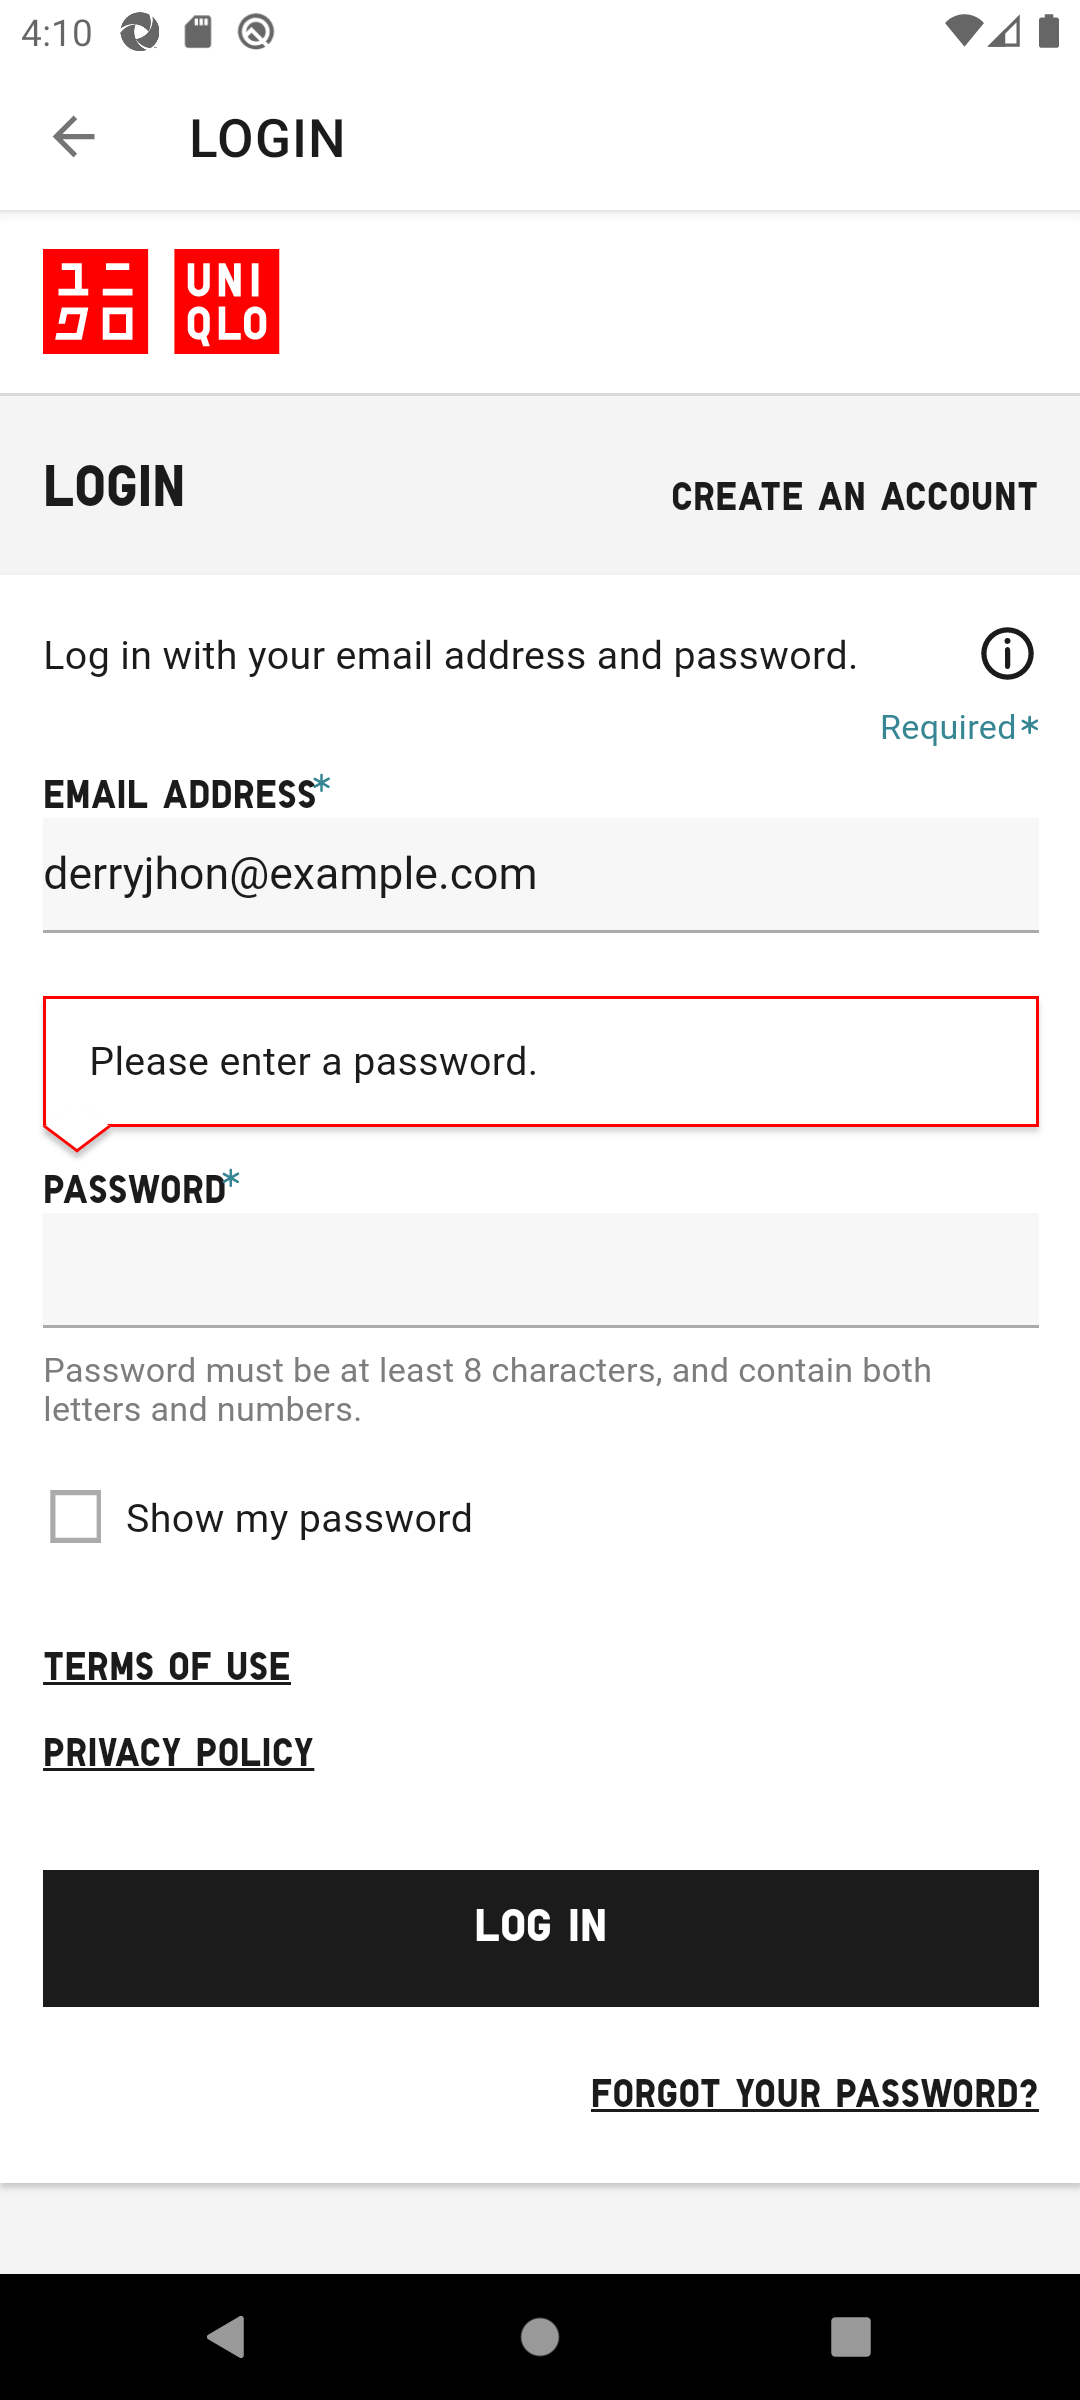 4:10
LOGIN
ユニ UNI
クロ QLO
LOGIN
CREATE AN ACCOUNT
Log in with your email address and password.
Required*
EMAIL ADDRESS*
derryjhon@example.com
Please enter a password.
PASSWORD*
Password must be at least 8 characters, and contain both
letters and numbers.
Show my password
TERMS OF USE
PRIVACY POLICY
LOG IN
FORGOT YOUR PASSWORD?